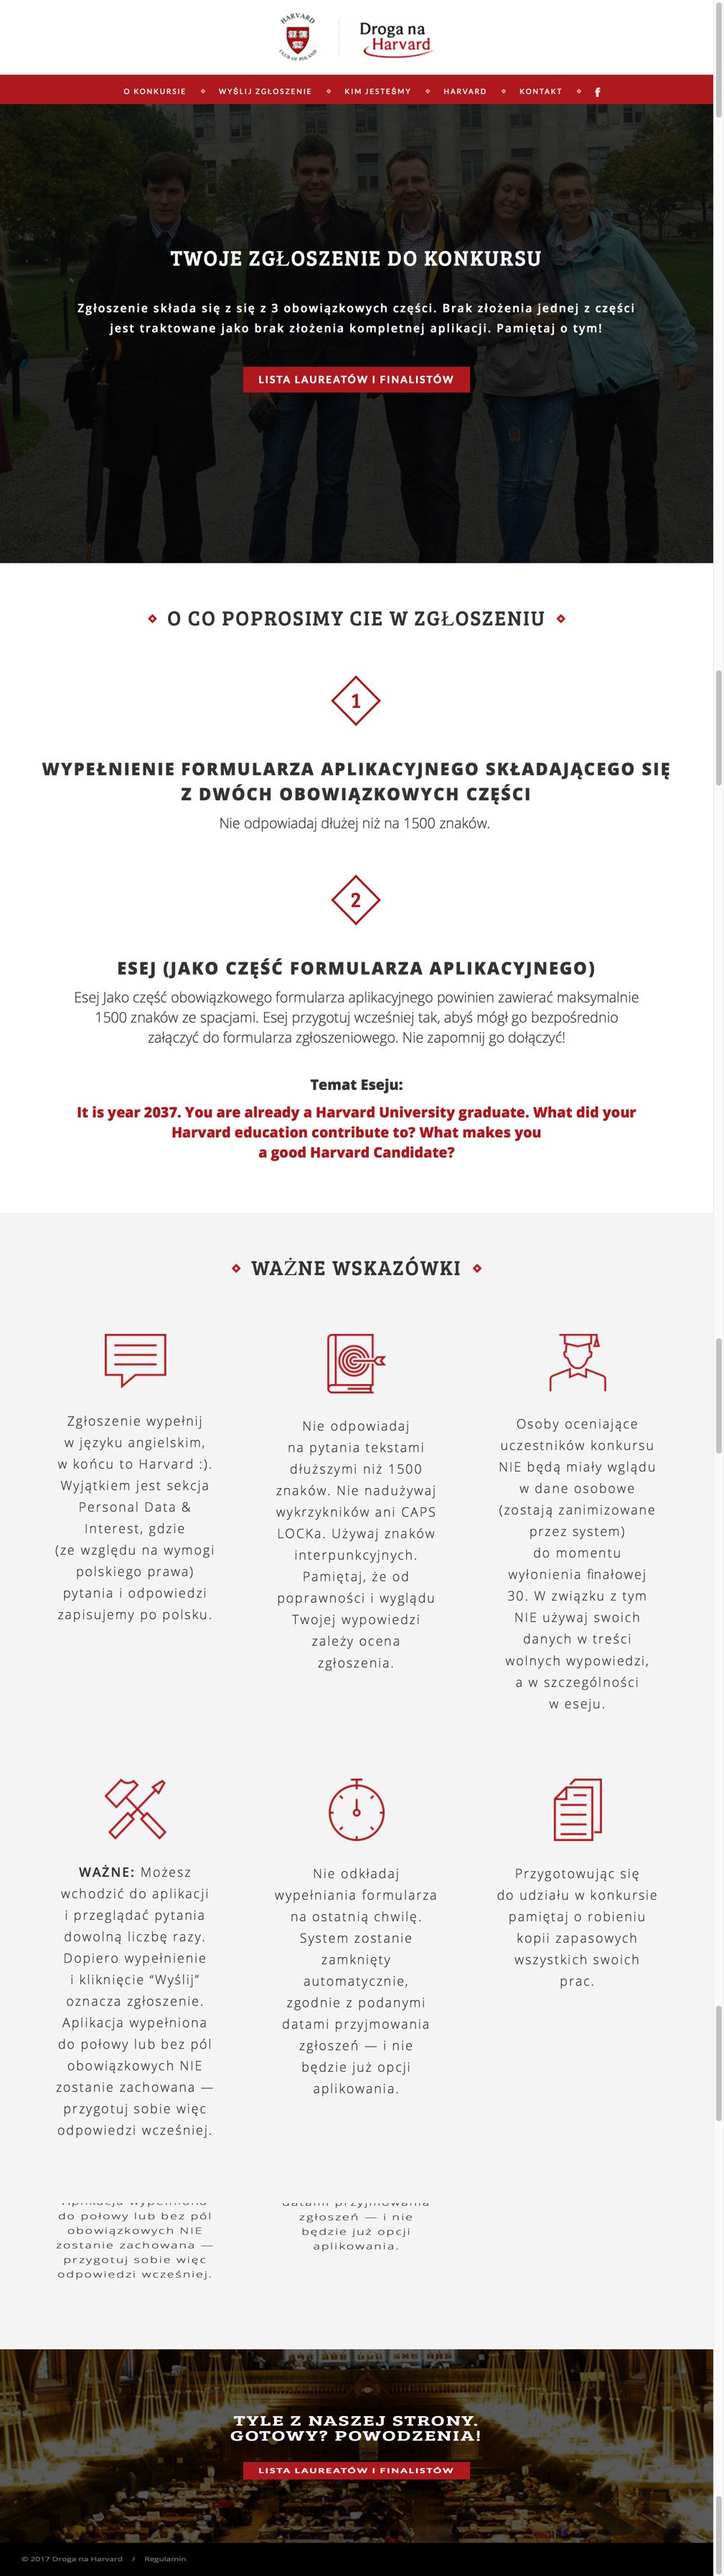 HARVARD
CLUB OF POLAND
Droga na
Harvard
O KONKURSIE
WYŚLIJ ZGŁOSZENIE
KIM JESTEŚMY
HARVARD
KONTAKT
f
TWOJE ZGŁOSZENIE DO KONKURSU
Zgłoszenie składa się z się z 3 obowiązkowych części. Brak złożenia jednej z części
jest traktowane jako brak złożenia kompletnej aplikacji. Pamiętaj o tym!
LISTA LAUREATÓW I FINALISTÓW
O CO POPROSIMY CIE W ZGŁOSZENIU
1
WYPEŁNIENIE FORMULARZA APLIKACYJNEGO SKŁADAJĄCEGO SIĘ
Z DWÓCH OBOWIĄZKOWYCH CZĘŚCI
Nie odpowiadaj dłużej niż na 1500 znaków.
2
ESEJ (JAKO CZĘŚĆ FORMULARZA APLIKACYJNEGO)
Esej Jako część obowiązkowego formularza aplikacyjnego powinien zawierać maksymalnie
1500 znaków ze spacjami. Esej przygotuj wcześniej tak, abyś mógł go bezpośrednio
załączyć do formularza zgłoszeniowego. Nie zapomnij go dołączyć!
Temat Eseju:
It is year 2037. You are already a Harvard University graduate. What did your
Harvard education contribute to? What makes you
a good Harvard Candidate?
WAŻNE WSKAZÓWKI
Zgłoszenie wypełnij
w języku angielskim,
w końcu to Harvard :).
Wyjątkiem jest sekcja
Personal Data &
Interest, gdzie
(ze względu na wymogi
polskiego prawa)
pytania i odpowiedzi
zapisujemy po polsku.
Nie odpowiadaj
na pytania tekstami
dłuższymi niż 1500
znaków. Nie nadużywaj
wykrzykników ani CAPS
LOCKa. Używaj znaków
interpunkcyjnych.
Pamiętaj, że od
poprawności i wyglądu
Twojej wypowiedzi
zależy ocena
zgłoszenia.
Osoby oceniające
uczestników konkursu
NIE będą miały wglądu
w dane osobowe
(zostają zanimizowane
przez system)
do momentu
wyłonienia finałowej
30. W związku z tym
NIE używaj swoich
danych w treści
wolnych wypowiedzi,
a w szczególności
w eseju.
WAŻNE: Możesz
wchodzić do aplikacji
i przeglądać pytania
dowolną liczbę razy.
Dopiero wypełnienie
i kliknięcie “Wyślij”
oznacza zgłoszenie.
Aplikacja wypełniona
do połowy lub bez pól
obowiązkowych NIE
zostanie zachowana —
przygotuj sobie więc
odpowiedzi wcześniej.
Nie odkładaj
wypełniania formularza
na ostatnią chwilę.
System zostanie
zamknięty
automatycznie,
zgodnie z podanymi
datami przyjmowania
zgłoszeń — i nie
będzie już opcji
aplikowania.
Przygotowując się
do udziału w konkursie
pamiętaj o robieniu
kopii zapasowych
wszystkich swoich
prac.
Aplikacja wypełniona
do połowy lub bez pól
obowiązkowych NIE
zostanie zachowana —
przygotuj sobie więc
odpowiedzi wcześniej.
datami przyjmowania
zgłoszeń — i nie
będzie już opcji
aplikowania.
TYLE Z NASZEJ STRONY.
GOTOWY? POWODZENIA!
LISTA LAUREATÓW I FINALISTÓW
© 2017 Droga na Harvard / Regulamin